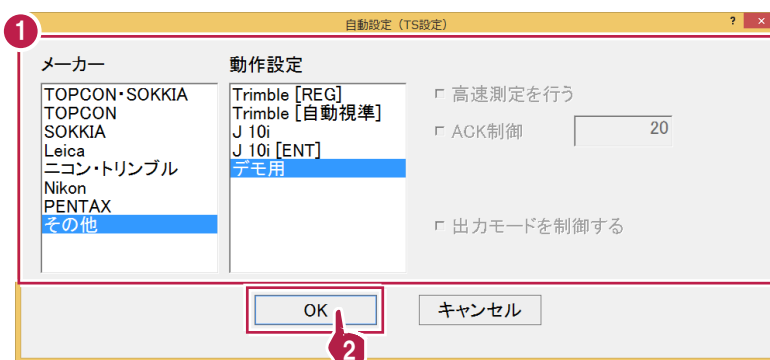 1
自動設定（TS設定）
? ×
メーカー
動作設定
TOPCON・SOKKIA
TOPCON
SOKKIA
Leica
ニコン・トリンブル
Nikon
PENTAX
その他
Trimble [REG]
Trimble [自動視準]
J 10i
J 10i [ENT]
デモ用
高速測定を行う
ACK制御
20
出力モードを制御する
OK
キャンセル
2